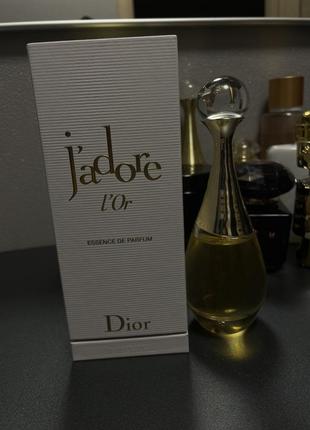 j'adore
l'Or
ESSENCE DE PARFUM
Dior